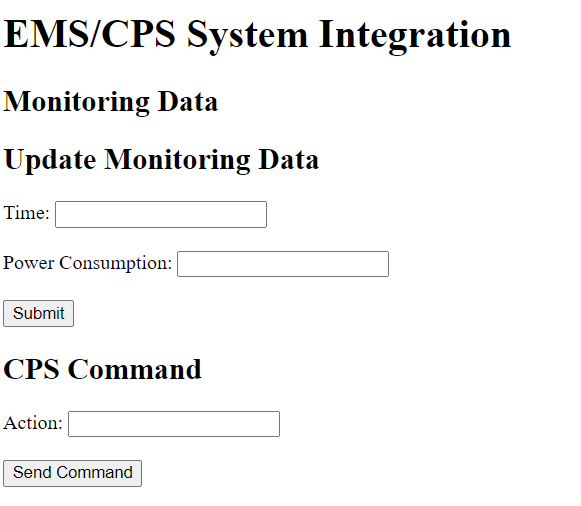 EMS/CPS System Integration
Monitoring Data
Update Monitoring Data
Time:
Power Consumption:
Submit
CPS Command
Action:
Send Command